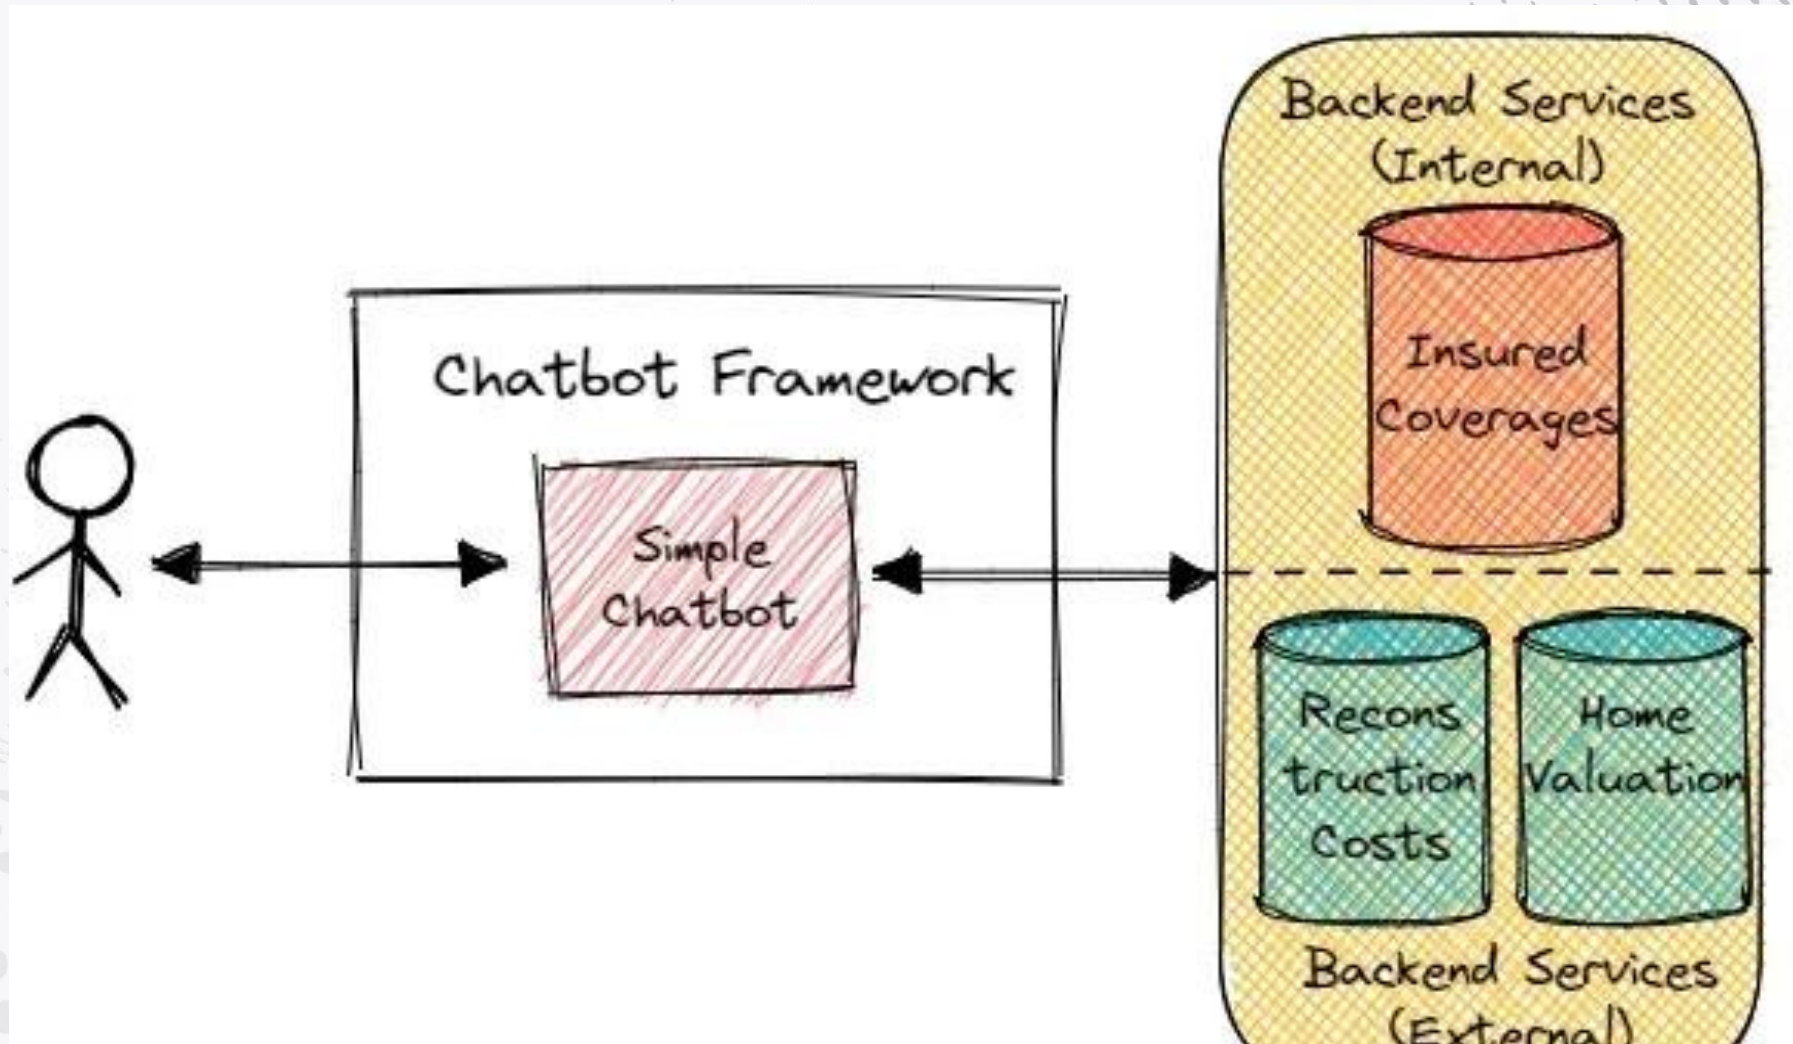 Chatbot Framework
Simple
Chatbot
Backend Services
(Internal)
Insured
Coverages
Recons
truction
Costs
Home
Valuation
Backend Services
(External)